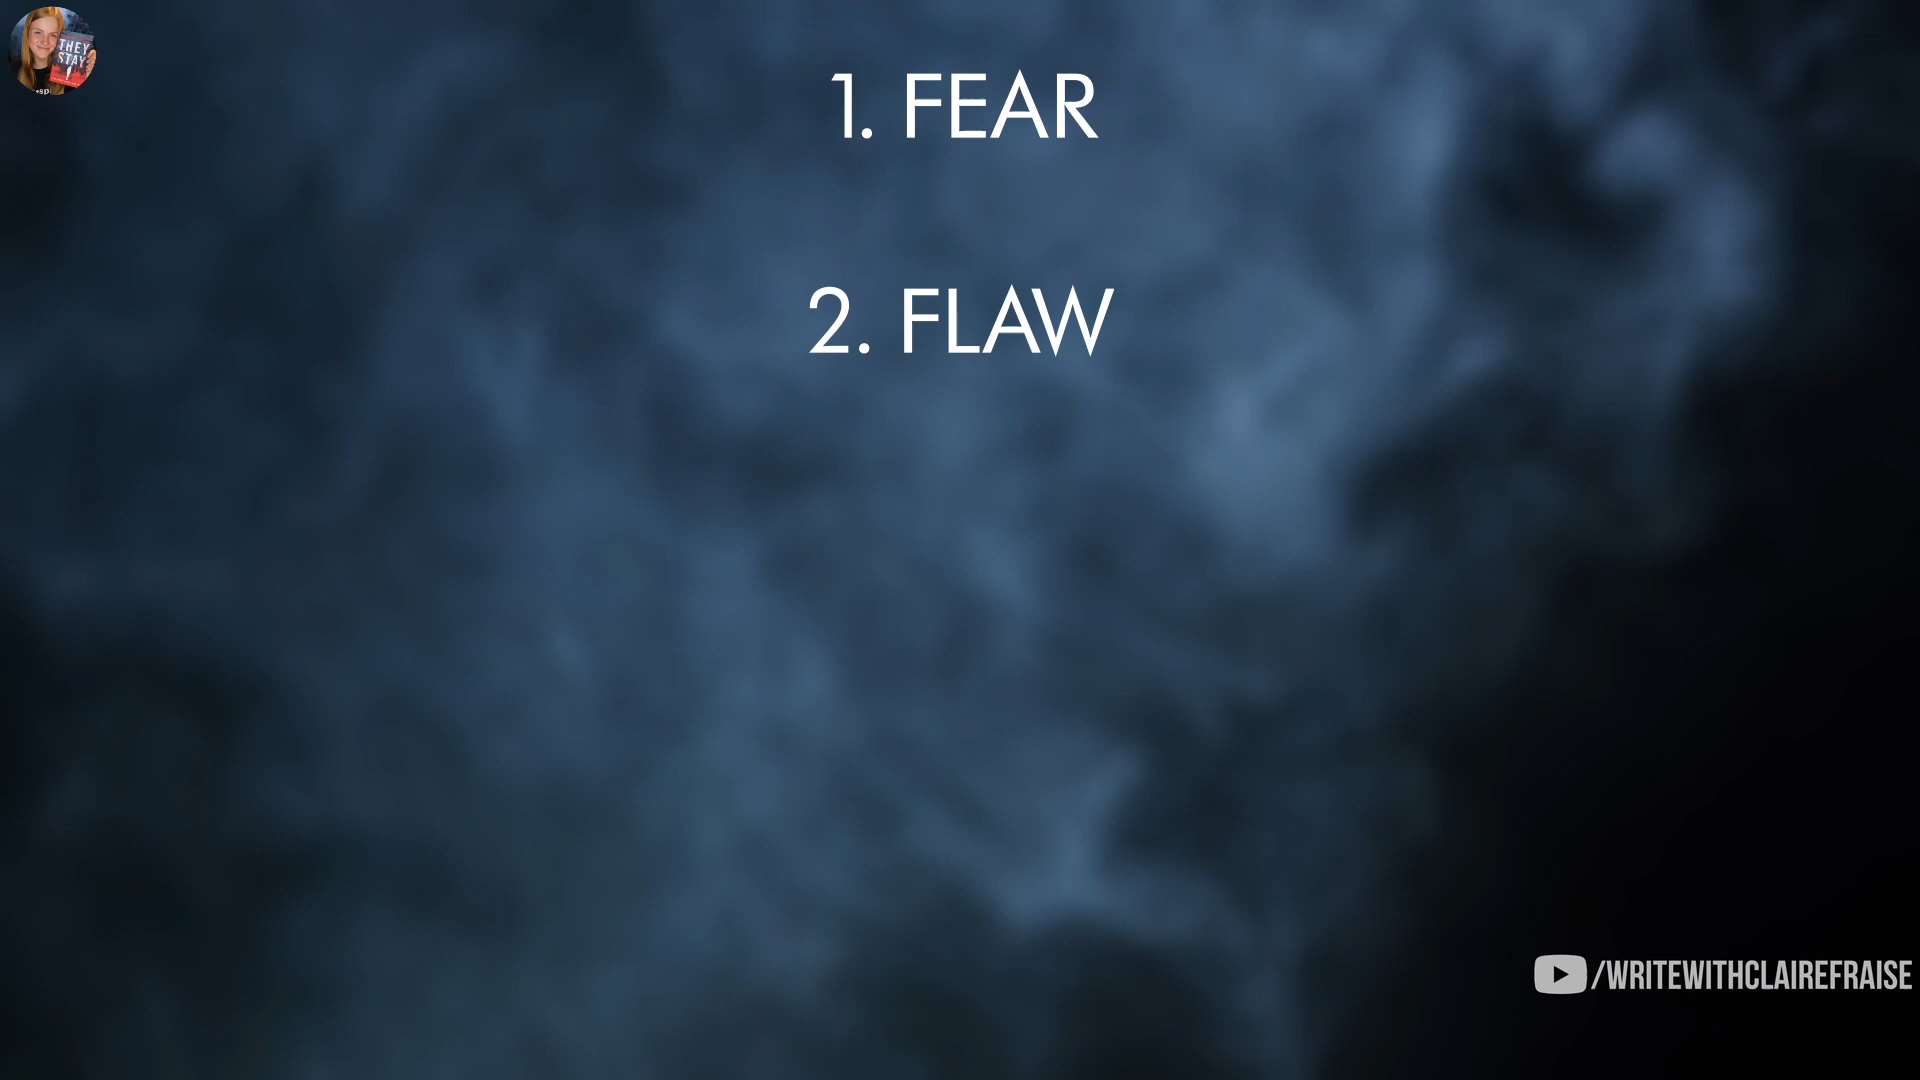 THEY
STAY
1. FEAR
2. FLAW
/WRITEWITHCLAIREFRAISE